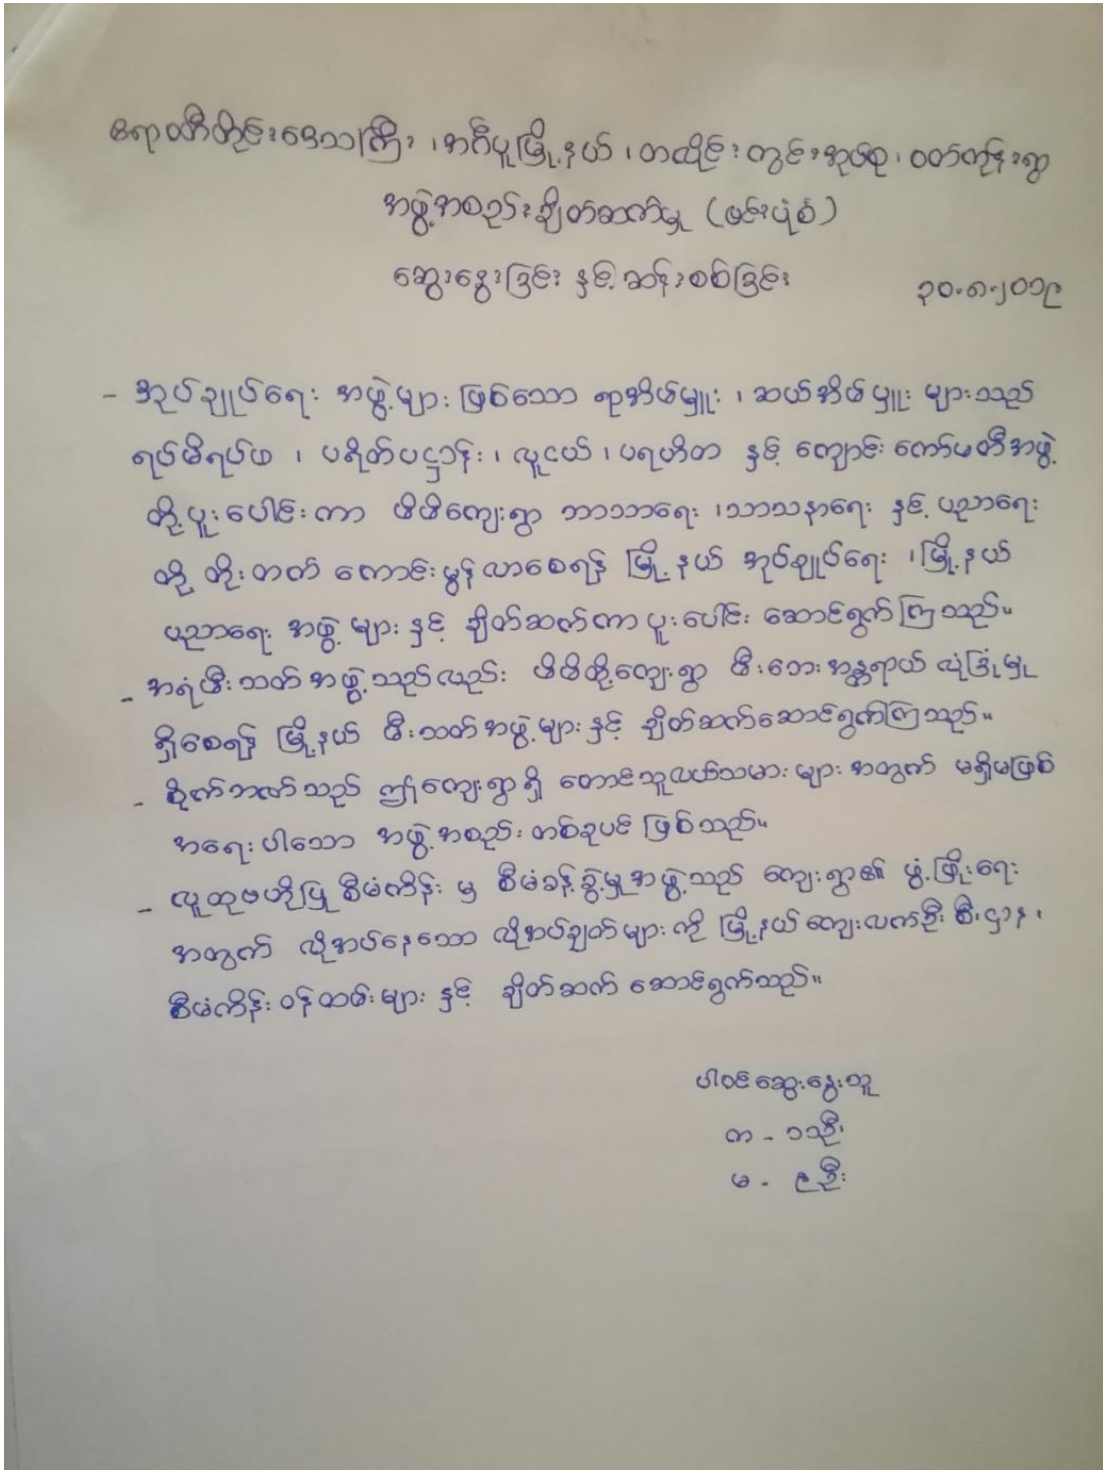 ဧရာဝတီတိုင်းဒေသကြီး ၊ အင်္ဂပူမြို့နယ် ၊ တလိုင်းကွင်းအုပ်စု ၊ ဝတ်ကုန်းရွာ
အဖွဲ့အစည်းချိတ်ဆက်မှု (ဗင်းပုံစံ)
ဆွေးနွေးခြင်း နှင့် ဆန်းစစ်ခြင်း ၃၀.၈.၂၀၁၉
- အုပ်ချုပ်ရေး အဖွဲ့များ ဖြစ်သော ရာအိမ်မှူး ၊ ဆယ်အိမ်မှူး များသည်
ရပ်မိရပ်ဖ ၊ ပရိတ်ပဋ္ဌာန်း ၊ လူငယ် ၊ ပရဟိတ နှင့် ကျောင်း ကော်မတီအဖွဲ့
တို့ ပူးပေါင်းကာ မိမိကျေးရွာ ဘာသာရေး ၊ သာသနာရေး နှင့် ပညာရေး
တို့ တိုးတက် ကောင်းမွန် လာစေရန် မြို့နယ် အုပ်ချုပ်ရေး ၊ မြို့နယ်
ပညာရေး အဖွဲ့ များ နှင့် ချိတ်ဆက်ကာ ပူးပေါင်း ဆောင်ရွက်ကြသည်။
- အရံမီးသတ် အဖွဲ့သည်လည်း မိမိတို့ကျေးရွာ မီးဘေးအန္တရာယ် လုံခြုံမှု
ရှိစေရန် မြို့နယ် မီးသတ်အဖွဲ့များ နှင့် ချိတ်ဆက်ဆောင်ရွက်ကြသည်။
- စိုက်ဘဏ်သည် ဤကျေးရွာရှိ တောင်သူလယ်သမား များ အတွက် မရှိမဖြစ်
အရေးပါသော အဖွဲ့အစည်း တစ်ခုပင် ဖြစ်သည်။
- လူထုဗဟိုပြု စီမံကိန်း မှ စီမံခန့်ခွဲမှုအဖွဲ့သည် ကျေးရွာ၏ ဖွံ့ဖြိုးရေး
အတွက် လိုအပ်နေသော လိုအပ်ချက်များ ကို မြို့နယ် ကျေးလက်ဦးစီးဌာန ၊
စီမံကိန်း ဝန်ထမ်းများ နှင့် ချိတ်ဆက် ဆောင်ရွက်သည်။
ပါဝင်ဆွေးနွေးသူ
က - ၁၁ဦး
မ - ၉ဦး